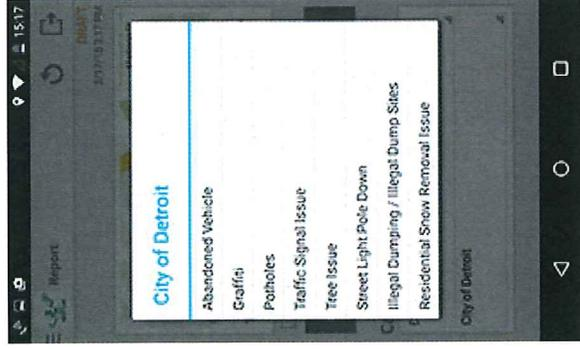 15:17
Report
DRAFT
City of Detroit
Abandoned Vehicle
Graffiti
Potholes
Traffic Signal Issue
Tree Issue
Street Light Pole Down
Illegal Dumping / Illegal Dump Sites
Residential Snow Removal Issue
City of Detroit